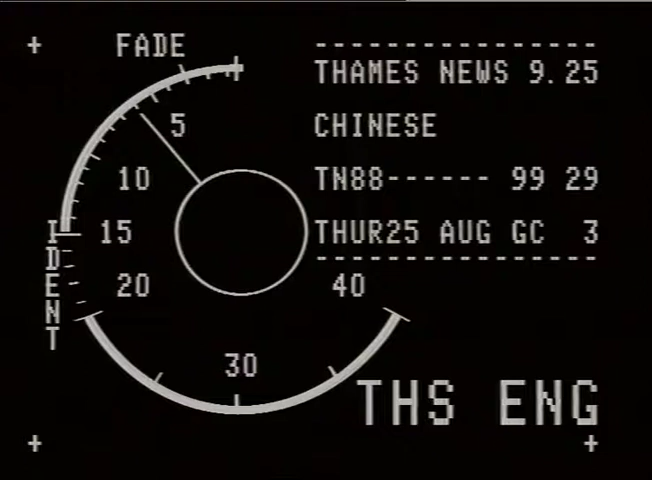 FADE
----------------
THAMES NEWS 9.25
CHINESE
TN88------ 99 29
THUR25 AUG GC 3
----------------
5
10
15
20
30
40
IDENT
THS ENG